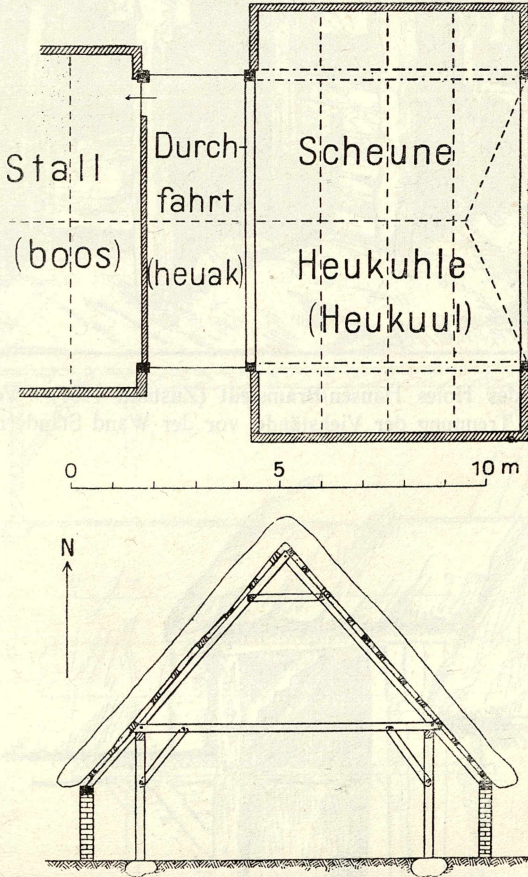 Stall
(boos)
Durch-
fahrt
(heuak)
Scheune
Heukuhle
(Heukuul)
0 5 10 m
N